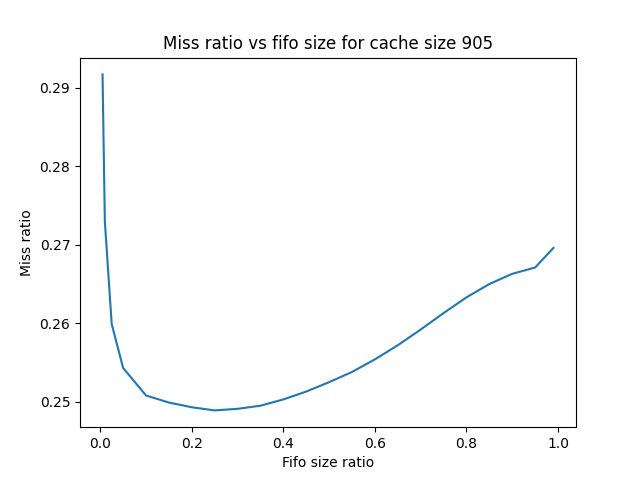 Miss ratio vs fifo size for cache size 905
0.29
0.28
0.27
0.26
0.25
Miss ratio
0.0 0.2 0.4 0.6 0.8 1.0
Fifo size ratio